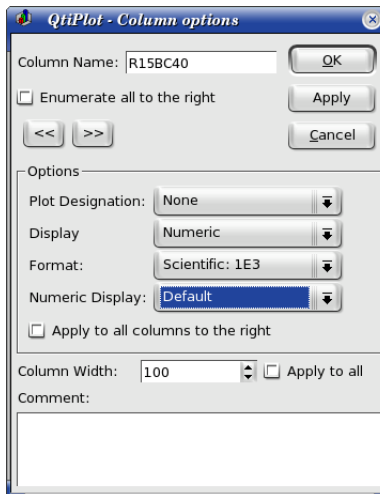 QtiPlot - Column options
Column Name: R15BC40
OK
Enumerate all to the right
Apply
<< >>
Cancel
Options
Plot Designation: None
Display Numeric
Format: Scientific: 1E3
Numeric Display: Default
Apply to all columns to the right
Column Width: 100 Apply to all
Comment: